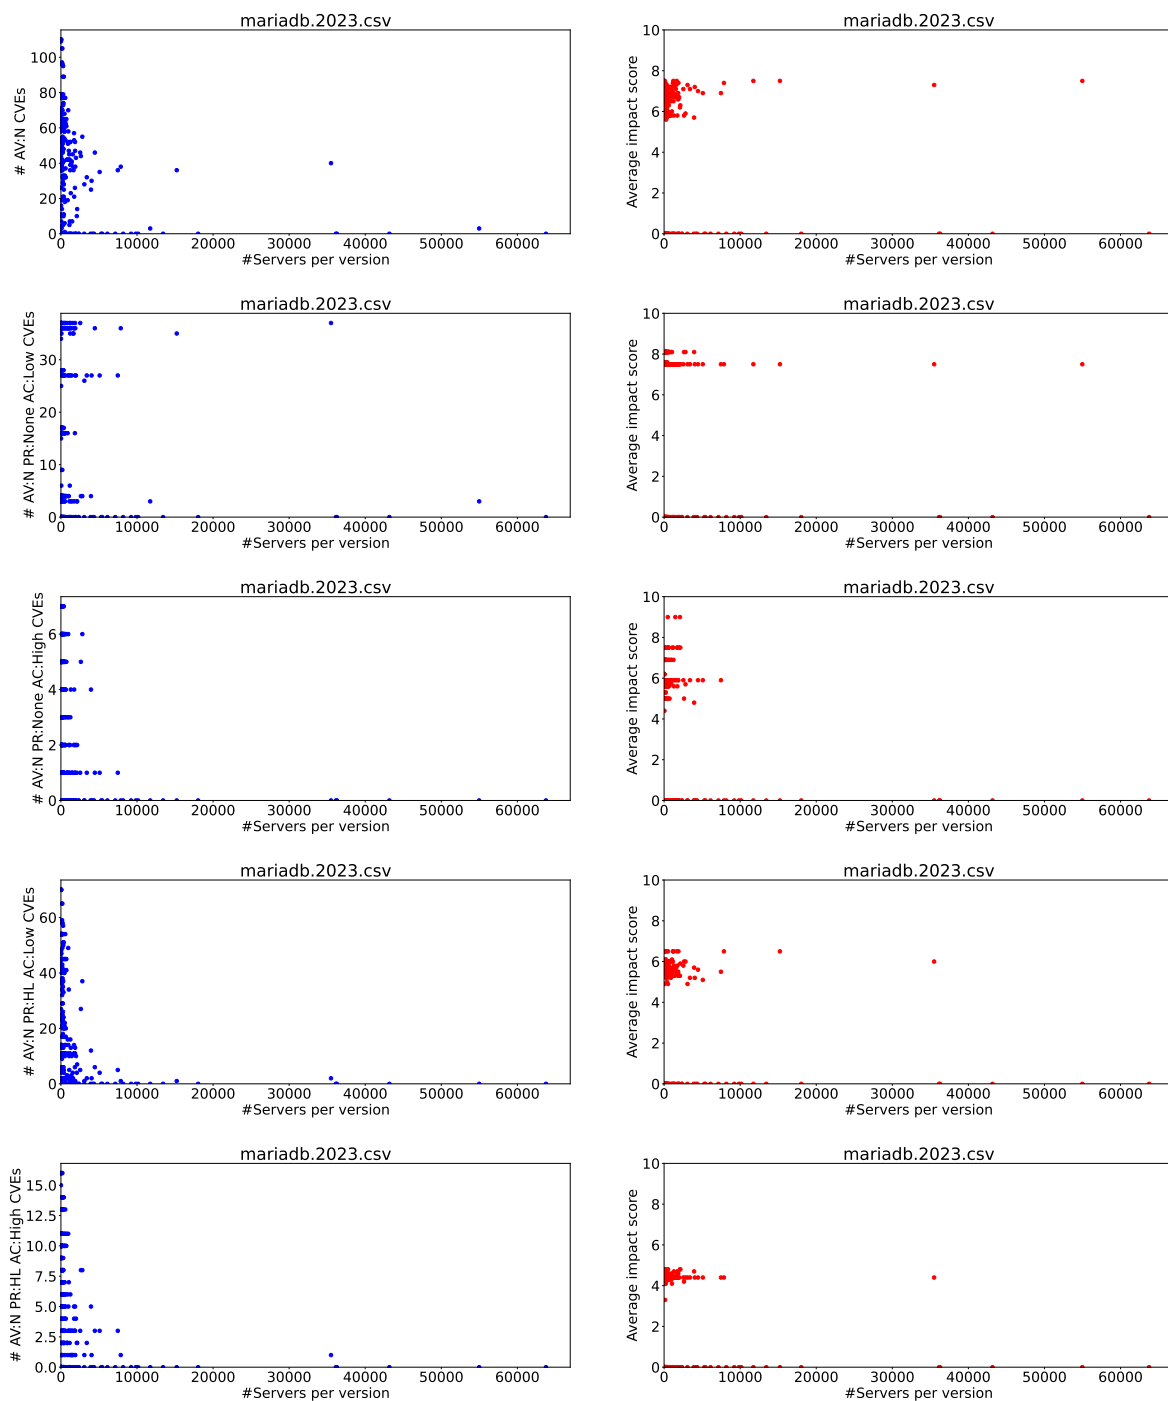 mariadb.2023.csv
# AV:N CVEs
100
80
60
40
20
0
0 10000 20000 30000 40000 50000 60000
#Servers per version
mariadb.2023.csv
Average impact score
10
8
6
4
2
0
0 10000 20000 30000 40000 50000 60000
#Servers per version
mariadb.2023.csv
# AV:N PR:None AC:Low CVEs
30
20
10
0
0 10000 20000 30000 40000 50000 60000
#Servers per version
mariadb.2023.csv
Average impact score
10
8
6
4
2
0
0 10000 20000 30000 40000 50000 60000
#Servers per version
mariadb.2023.csv
# AV:N PR:None AC:High CVEs
6
4
2
0
0 10000 20000 30000 40000 50000 60000
#Servers per version
mariadb.2023.csv
Average impact score
10
8
6
4
2
0
0 10000 20000 30000 40000 50000 60000
#Servers per version
mariadb.2023.csv
# AV:N PR:HL AC:Low CVEs
60
40
20
0
0 10000 20000 30000 40000 50000 60000
#Servers per version
mariadb.2023.csv
Average impact score
10
8
6
4
2
0
0 10000 20000 30000 40000 50000 60000
#Servers per version
mariadb.2023.csv
# AV:N PR:HL AC:High CVEs
15.0
12.5
10.0
7.5
5.0
2.5
0.0
0 10000 20000 30000 40000 50000 60000
#Servers per version
mariadb.2023.csv
Average impact score
10
8
6
4
2
0
0 10000 20000 30000 40000 50000 60000
#Servers per version